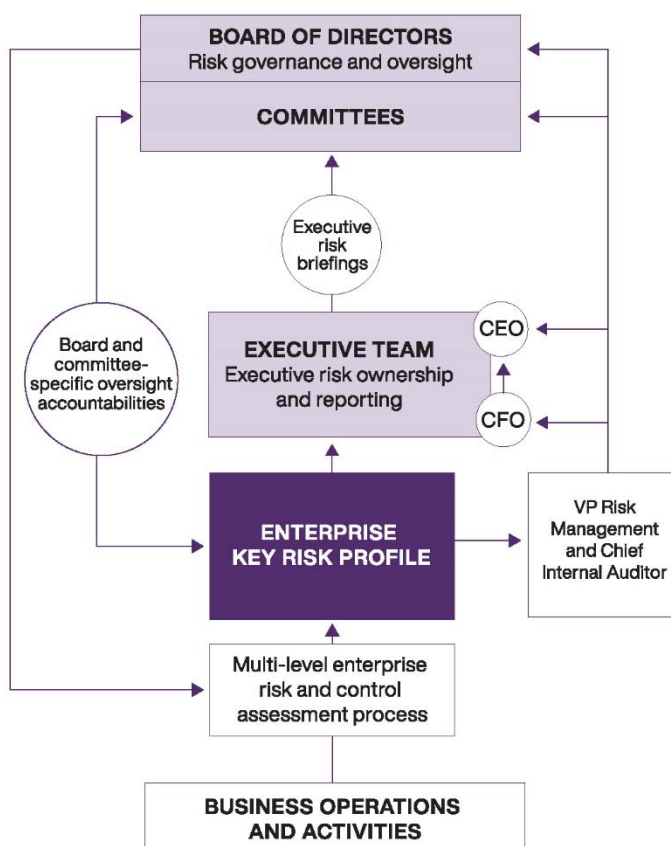 BOARD OF DIRECTORS
Risk governance and oversight
COMMITTEES
Executive
risk
briefings
Board and
committee-
specific oversight
accountabilities
EXECUTIVE TEAM
Executive risk ownership
and reporting
CEO
CFO
ENTERPRISE
KEY RISK PROFILE
VP Risk
Management
and Chief
Internal Auditor
Multi-level enterprise
risk and control
assessment process
BUSINESS OPERATIONS
AND ACTIVITIES